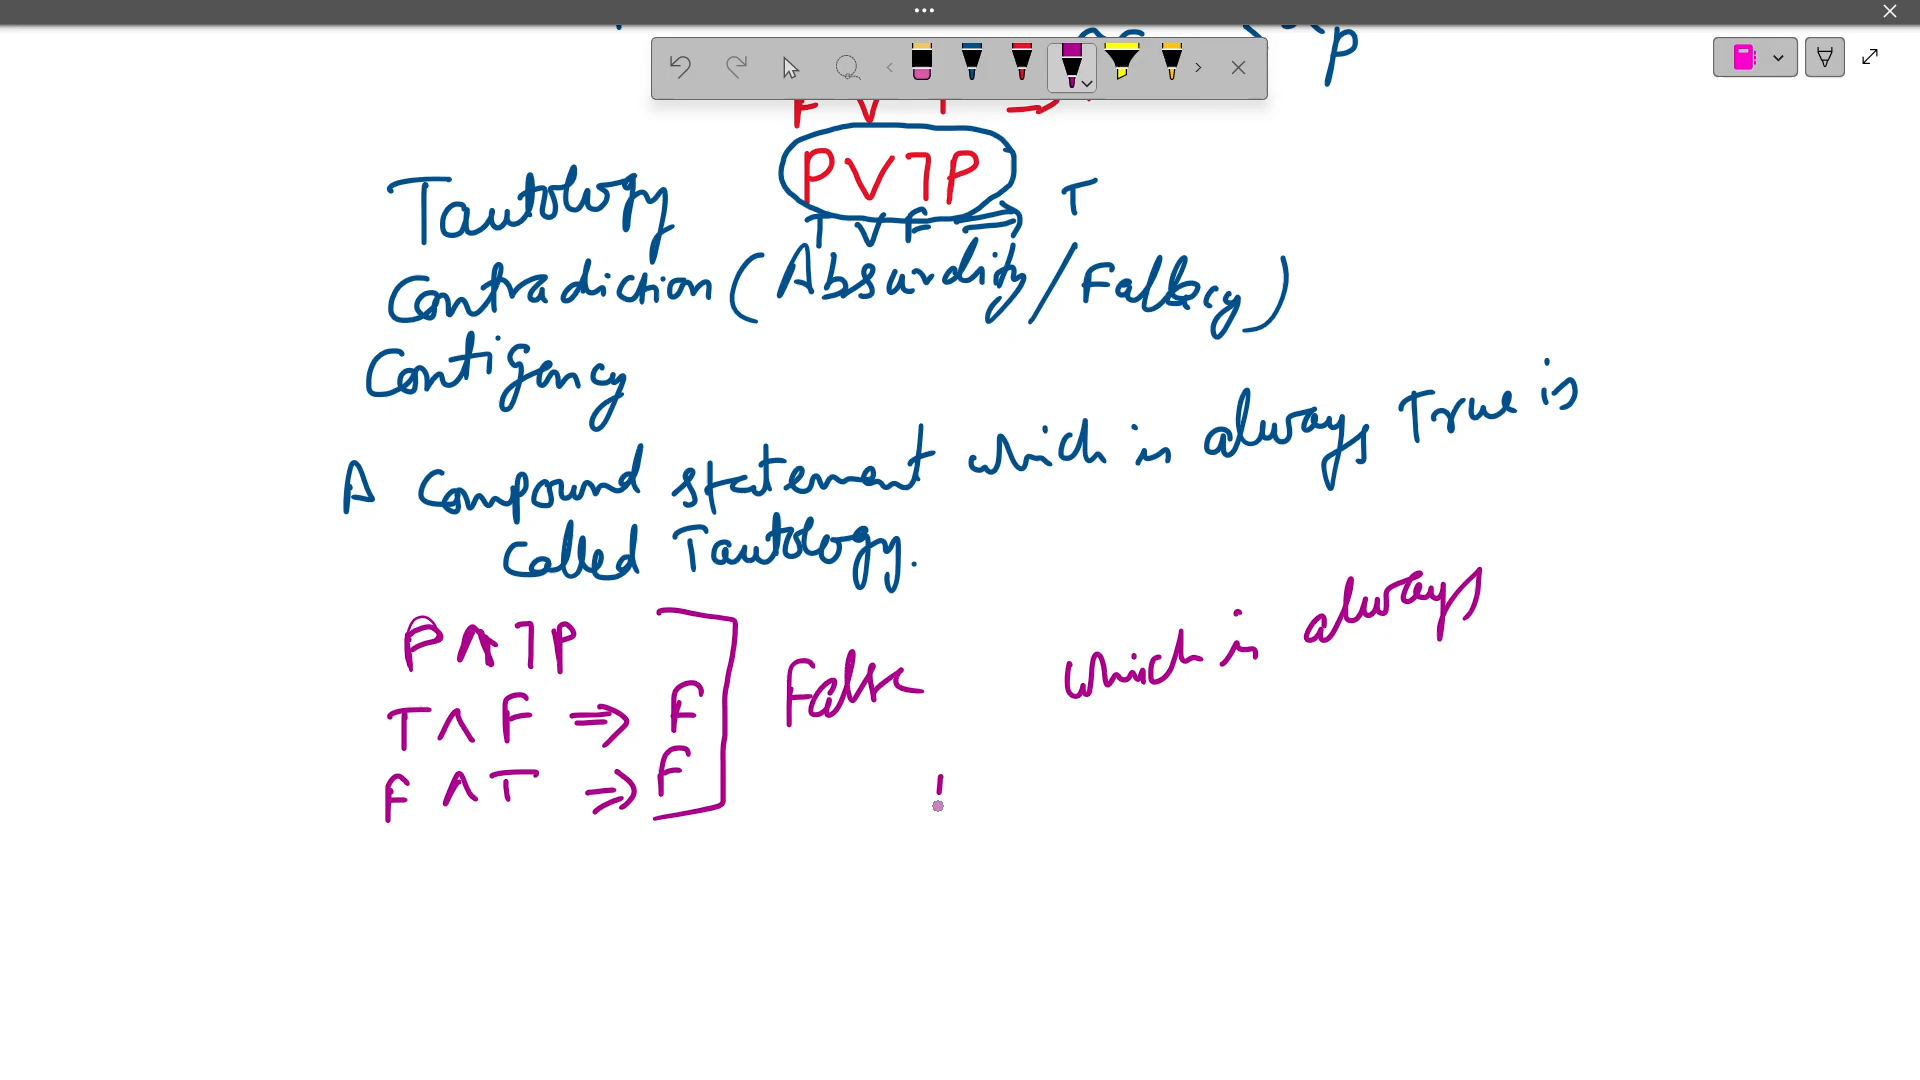 p
F V T ⇒
P V ㄱ P
T V F ⇒ T
Tautology
Contradiction (Absurdity/Fallacy)
Contigency
A Compound statement which is always True is
called Tautology.
P ∧ ㄱ P
T ∧ F ⇒ F
F ∧ T ⇒ F
False
which is always